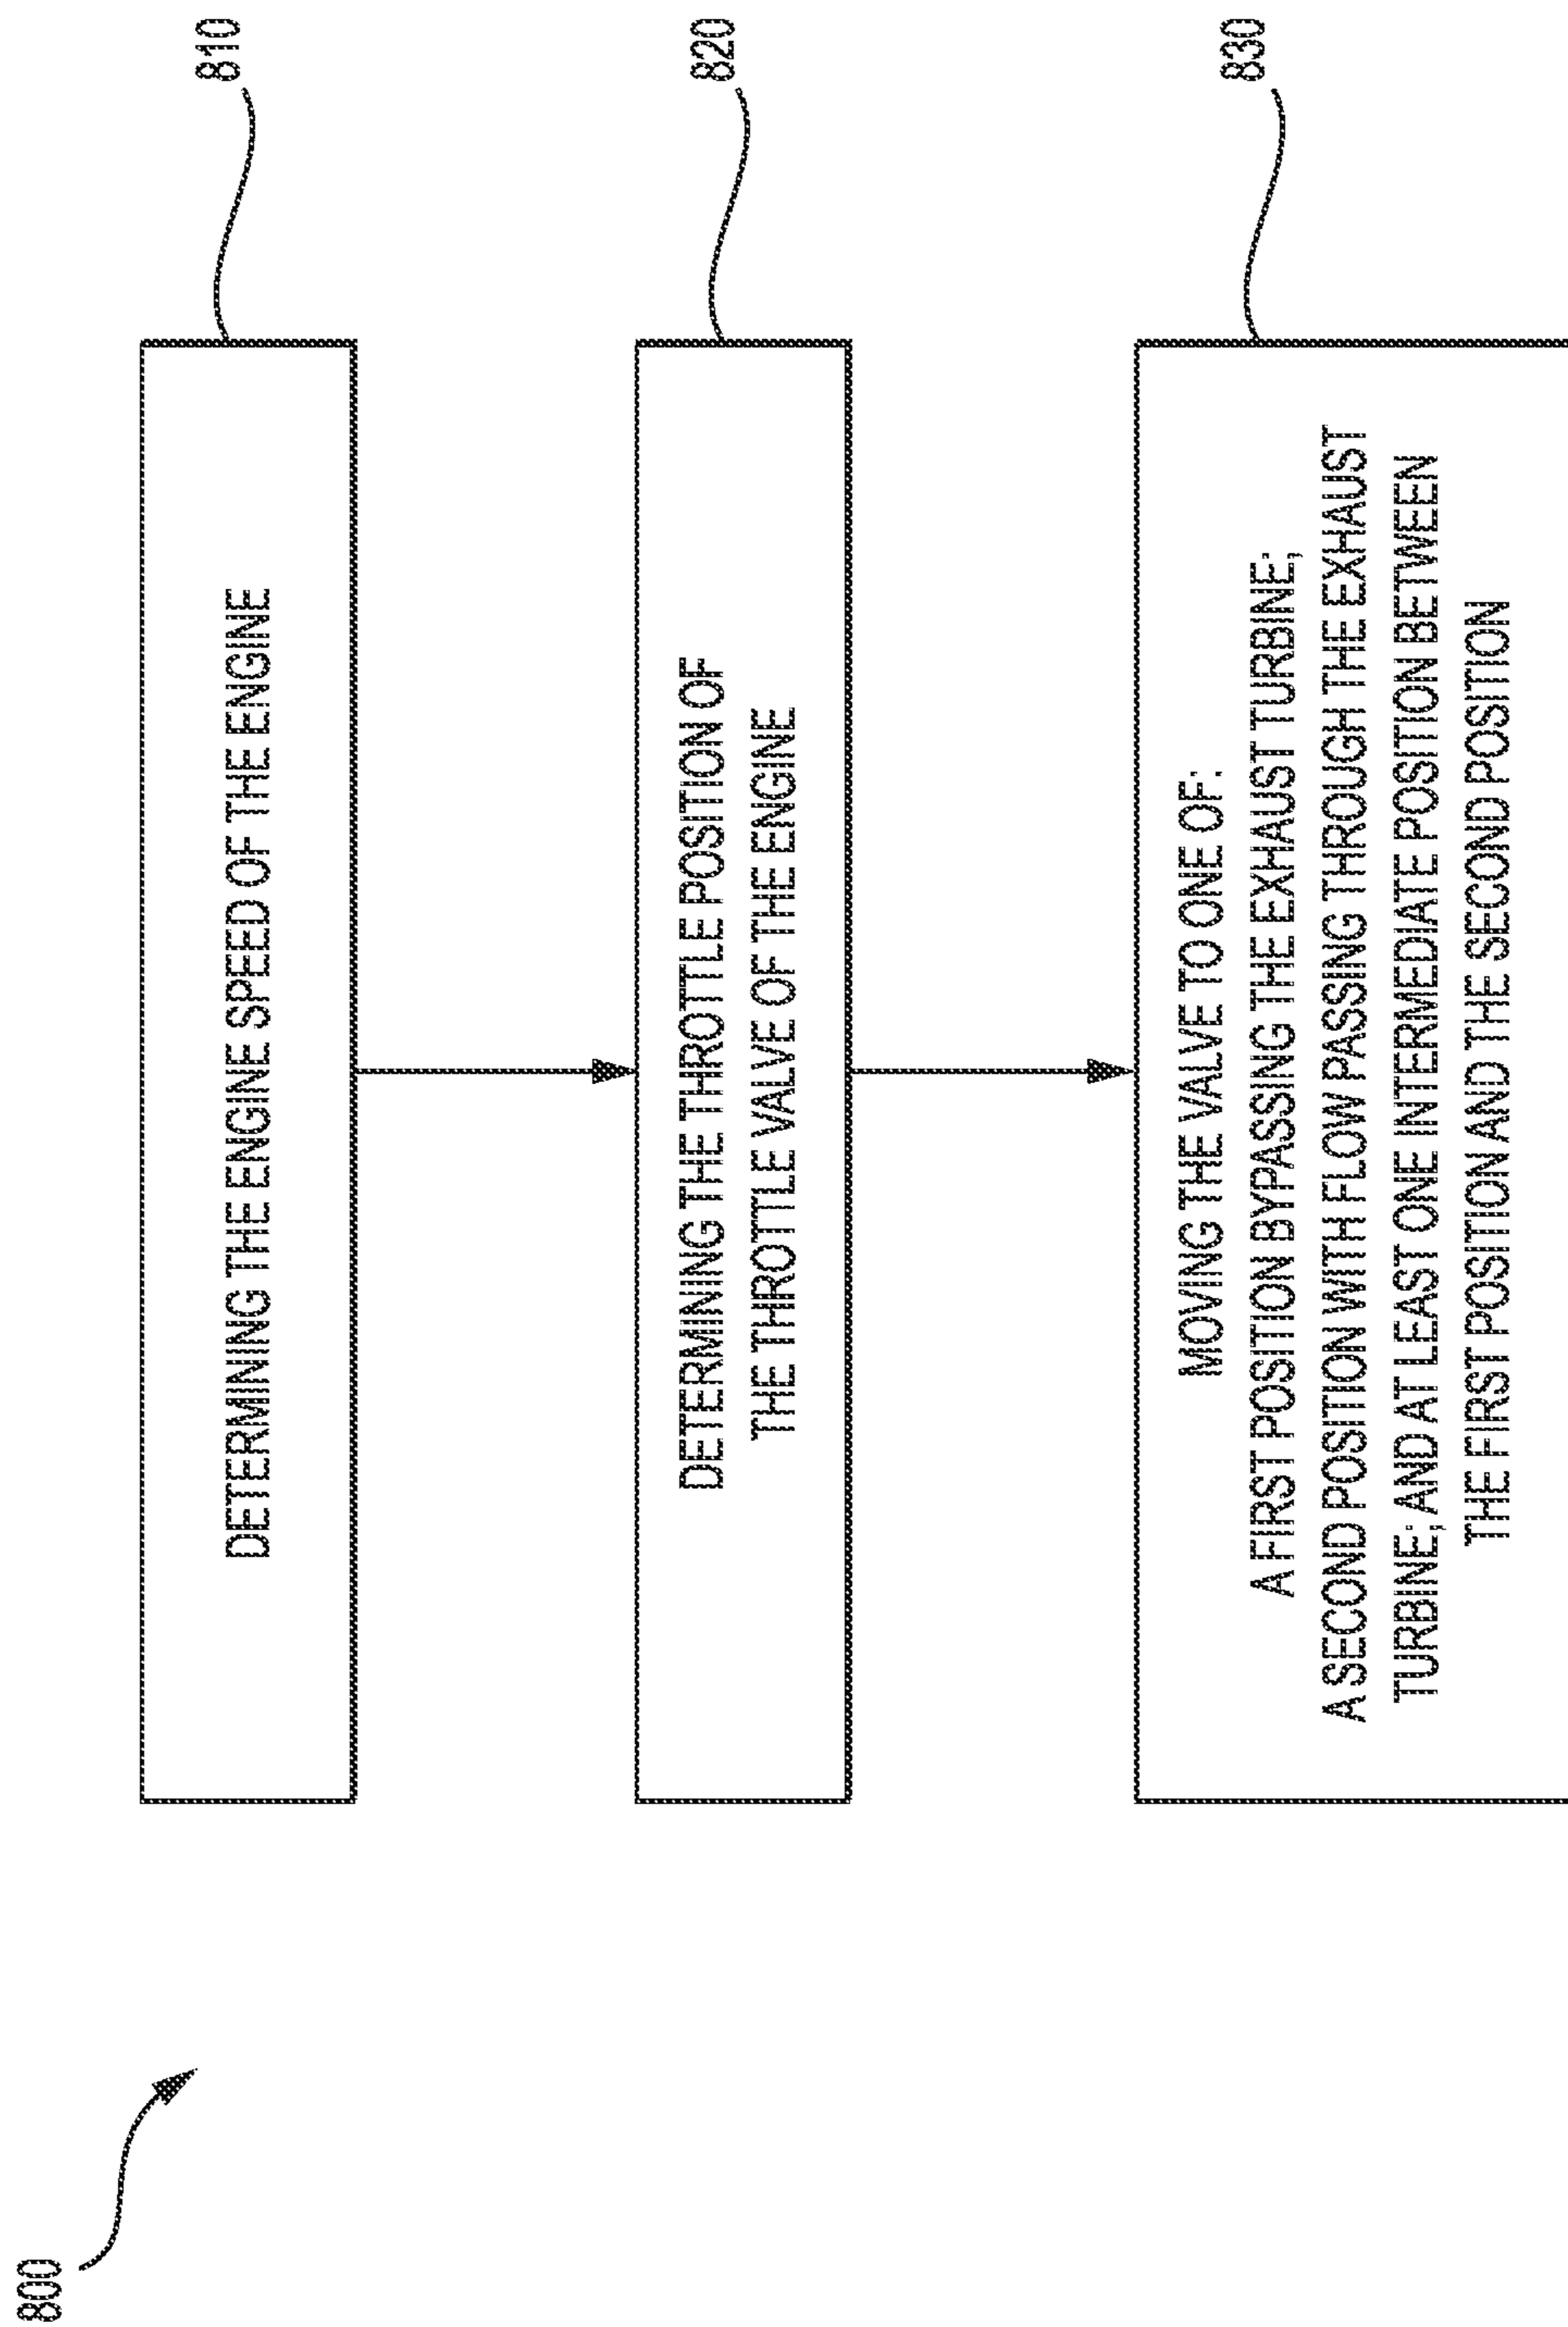 800
810
DETERMINING THE ENGINE SPEED OF THE ENGINE
820
DETERMINING THE THROTTLE POSITION OF
THE THROTTLE VALVE OF THE ENGINE
830
MOVING THE VALVE TO ONE OF:
A FIRST POSITION BYPASSING THE EXHAUST TURBINE;
A SECOND POSITION WITH FLOW PASSING THROUGH THE EXHAUST
TURBINE; AND AT LEAST ONE INTERMEDIATE POSITION BETWEEN
THE FIRST POSITION AND THE SECOND POSITION